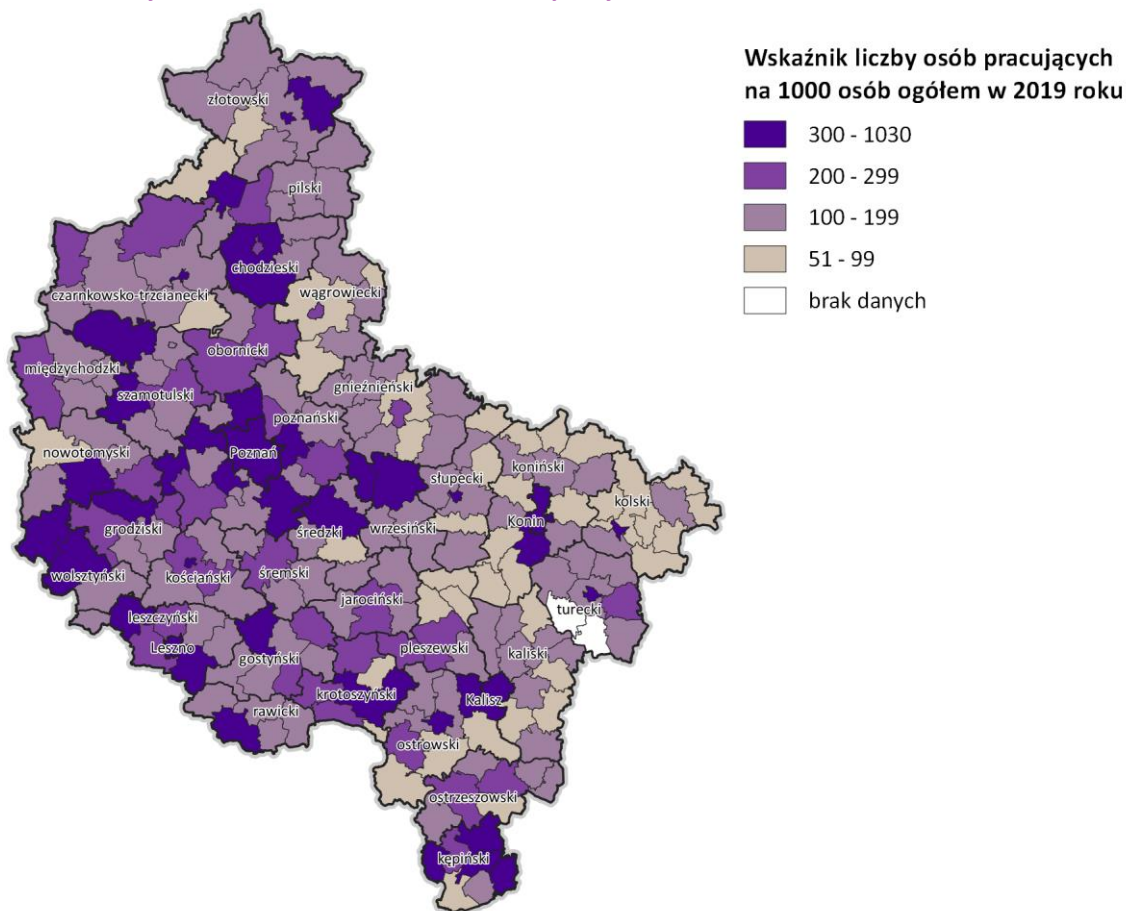 Wskaźnik liczby osób pracujących
na 1000 osób ogółem w 2019 roku
300 - 1030
200 - 299
100 - 199
51 - 99
brak danych
złotowski
pilski
chodzieski
czarnkowsko-trzcianecki
wągrowiecki
obornicki
międzychodzki
gnieźnieński
szamotulski
poznański
nowotomyski
Poznań
słupecki
koniński
kolski
Konin
grodziski
średzki
wrzesiński
wolsztyński
kościański
śremski
jarociński
turecki
leszczyński
Leszno
gostyński
pleszewski
kaliski
krotoszyński
Kalisz
rawicki
ostrowski
ostrzeszowski
kępiński